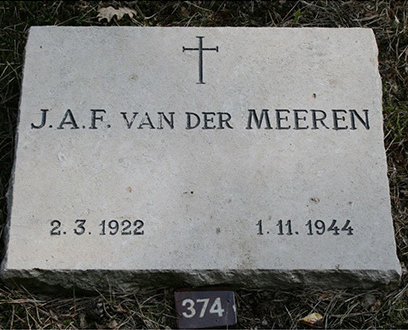 J.A.F. VAN DER MEEREN
2.3.1922 1.11.1944
374